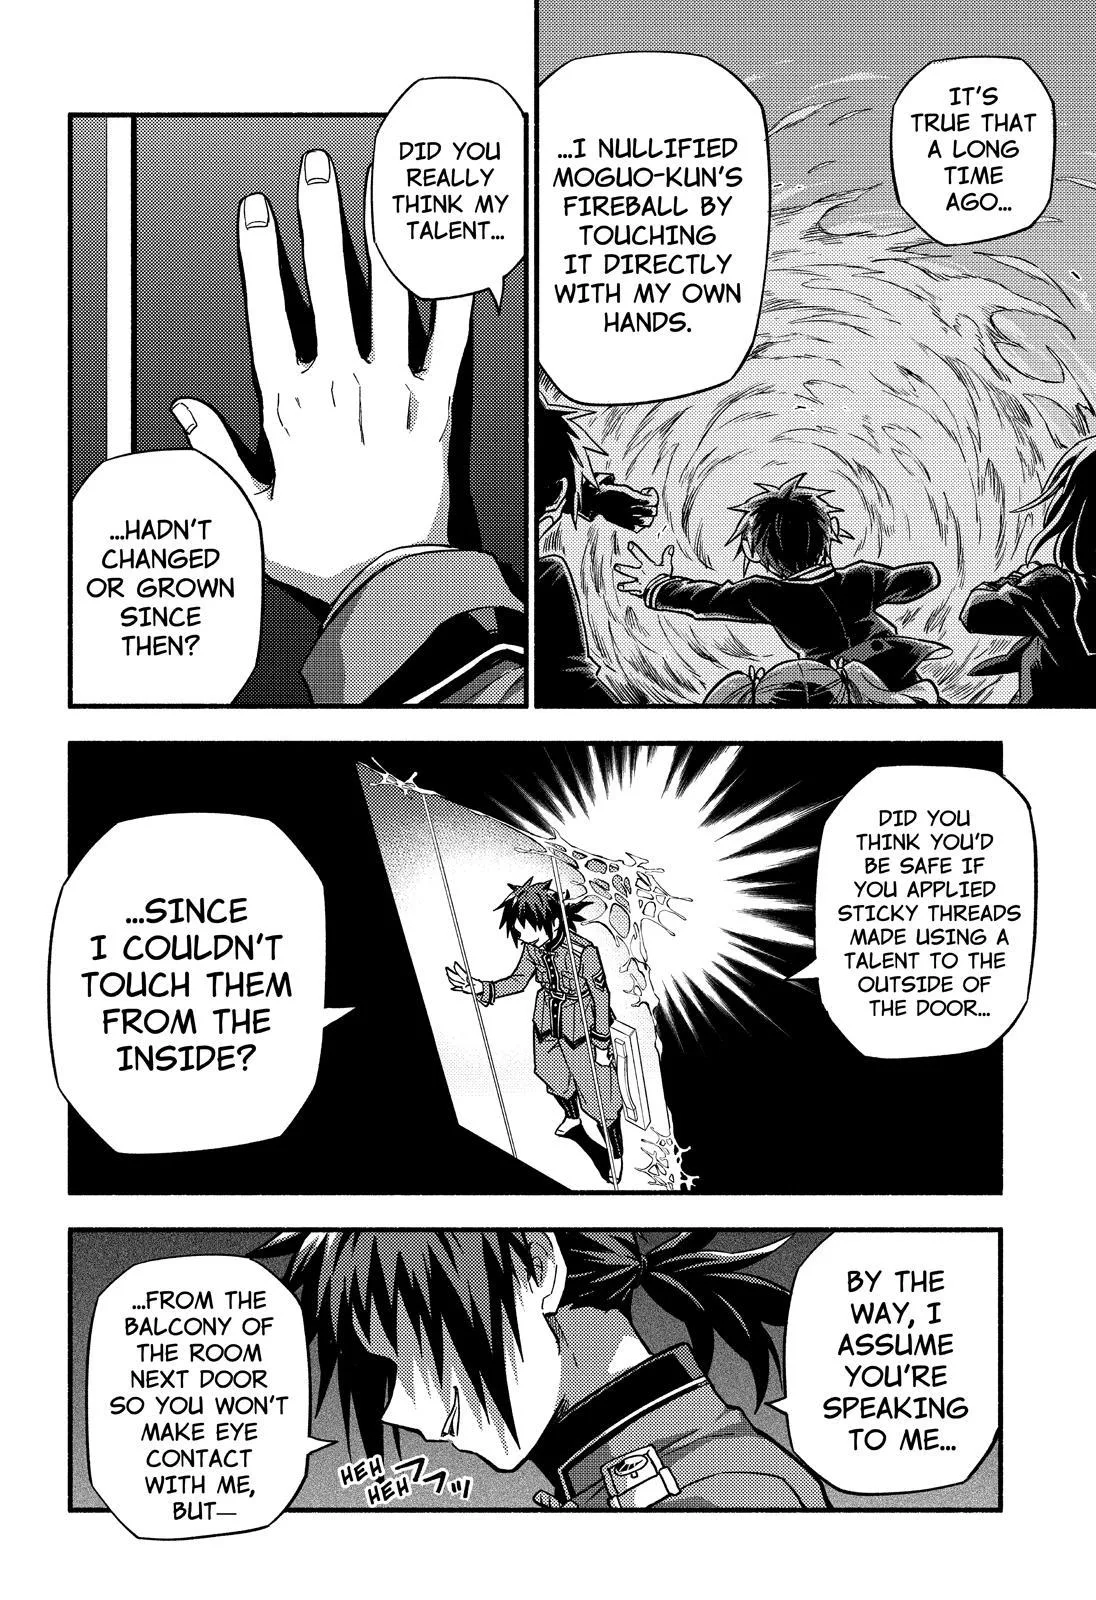 IT'S
TRUE THAT
A LONG
TIME
AGO...
...I NULLIFIED
MOGUO-KUN'S
FIREBALL BY
TOUCHING
IT DIRECTLY
WITH MY OWN
HANDS.
DID YOU
REALLY
THINK MY
TALENT...
...HADN'T
CHANGED
OR GROWN
SINCE
THEN?
DID YOU
THINK YOU'D
BE SAFE IF
YOU APPLIED
STICKY THREADS
MADE USING A
TALENT TO THE
OUTSIDE OF
THE DOOR...
...SINCE
I COULDN'T
TOUCH THEM
FROM THE
INSIDE?
BY THE
WAY, I
ASSUME
YOU'RE
SPEAKING
TO ME...
...FROM THE
BALCONY OF
THE ROOM
NEXT DOOR
SO YOU WON'T
MAKE EYE
CONTACT
WITH ME,
BUT—
HEH フフッ
HEH